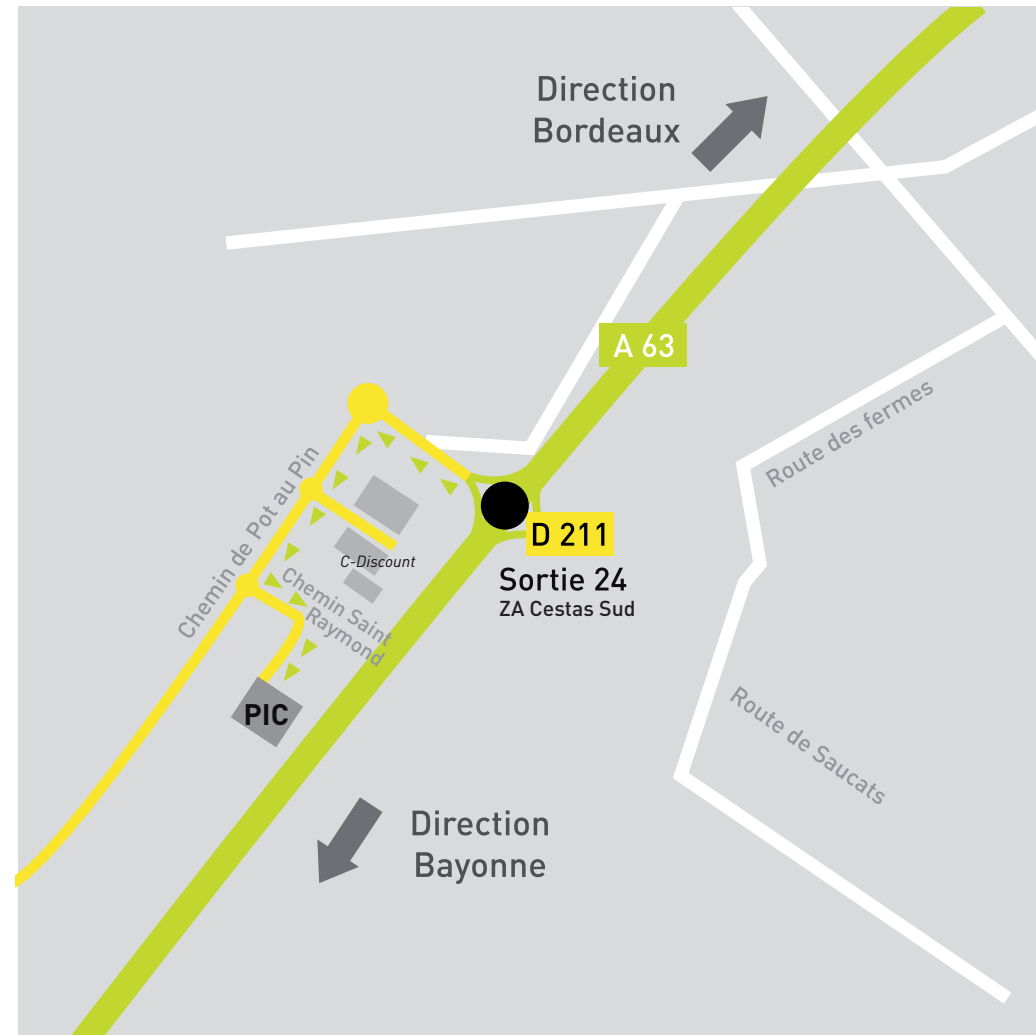 Direction
Bordeaux
A 63
Route des fermes
Chemin de Pot au Pin
D 211
C-Discount
Sortie 24
ZA Cestas Sud
Chemin Saint
Raymond
PIC
Route de Saucats
Direction
Bayonne